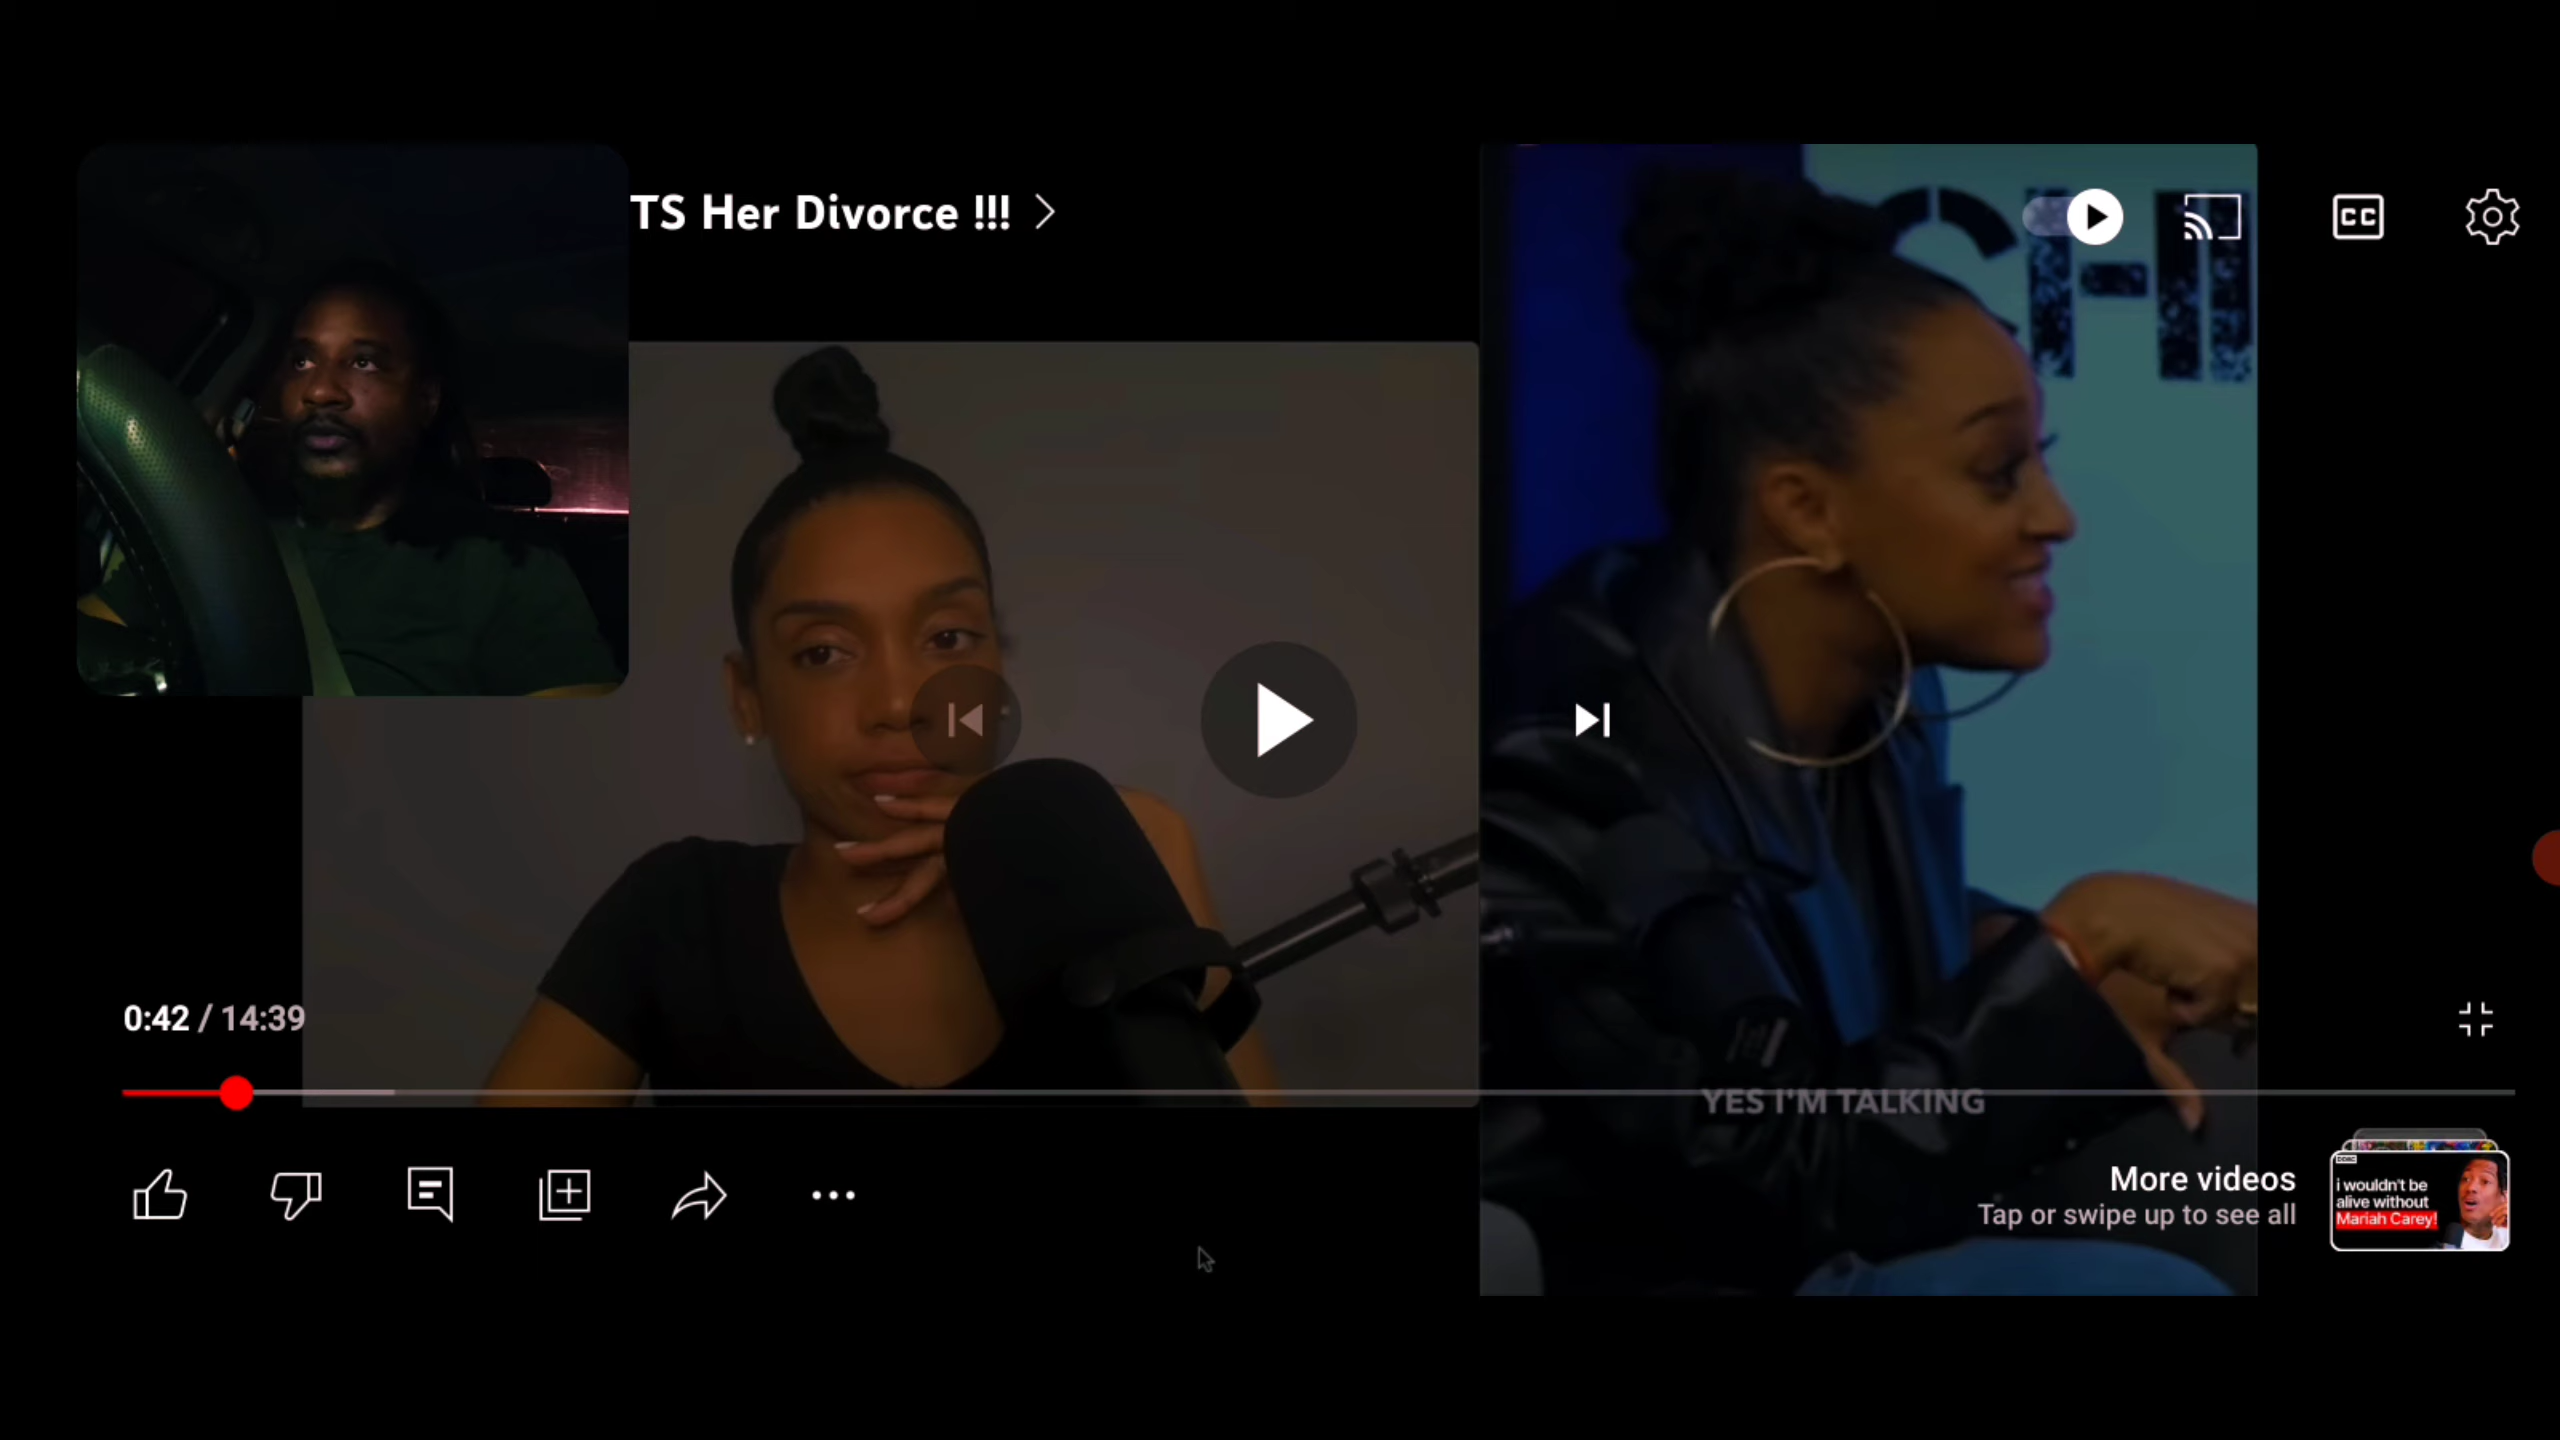 TS Her Divorce !!!
CC
0:42 / 14:39
YES I'M TALKING
More videos
Tap or swipe up to see all
i wouldn't be
alive without
Mariah Carey!